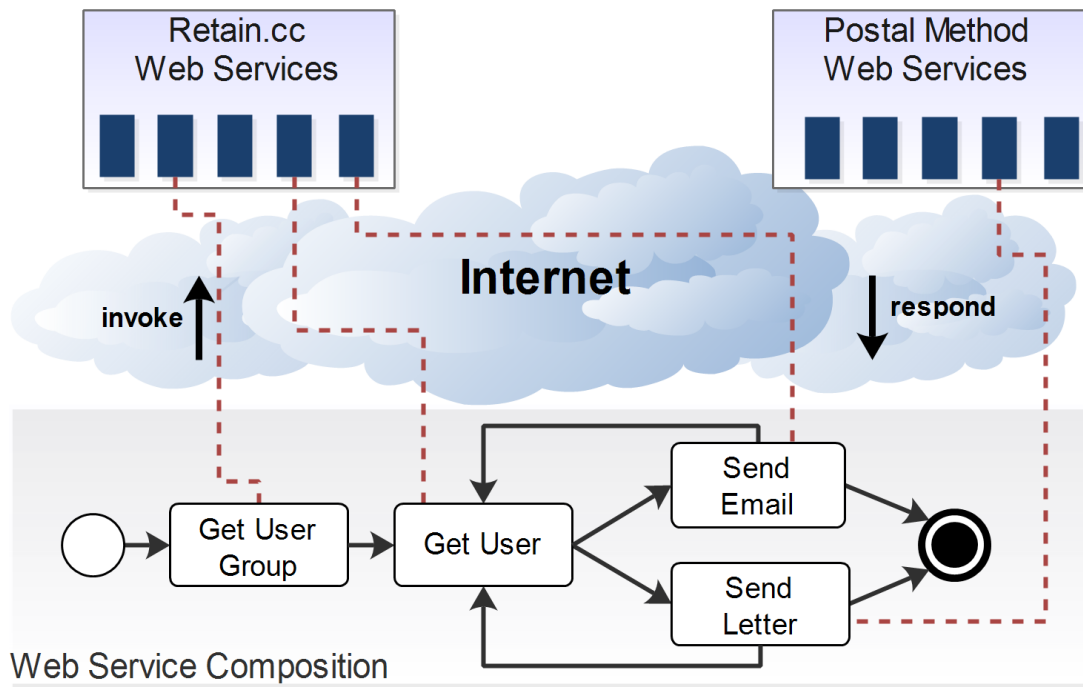 Retain.cc
Web Services
Postal Method
Web Services
Internet
invoke
respond
Send
Email
Get User
Group
Get User
Send
Letter
Web Service Composition